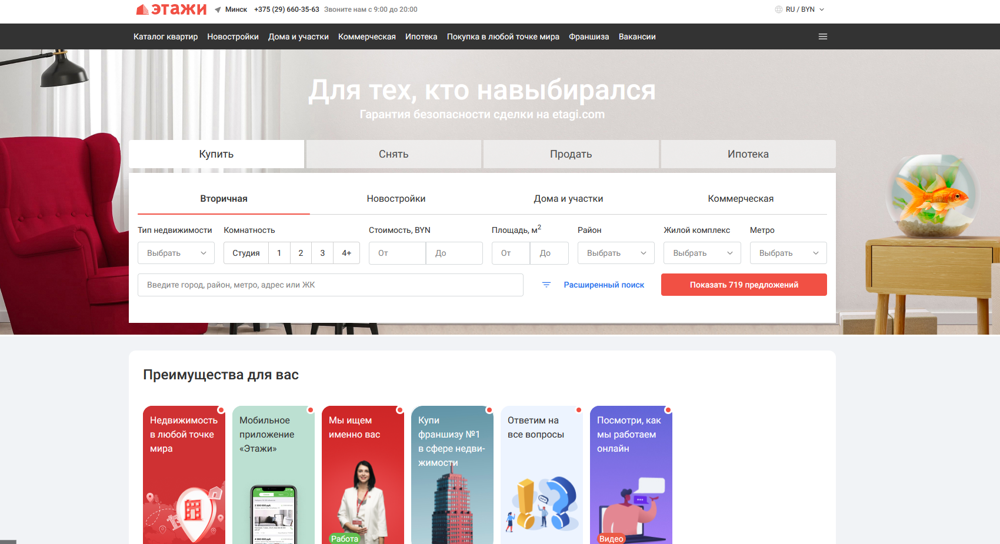 этажи
Минск +375 (29) 660-35-63 Звоните нам с 9:00 до 20:00
RU / BYN
Каталог квартир Новостройки Дома и участки Коммерческая Ипотека Покупка в любой точке мира Франшиза Вакансии
Для тех, кто навыбирался
Гарантия безопасности сделки на etagi.com
Купить Снять Продать Ипотека
Вторичная Новостройки Дома и участки Коммерческая
Тип недвижимости Комнатность Стоимость, BYN Площадь, м2 Район Жилой комплекс Метро
Выбрать Студия 1 2 3 4+ От До От До Выбрать Выбрать Выбрать
Введите город, район, метро, адрес или ЖК Расширенный поиск Показать 719 предложений
Преимущества для вас
Недвижимость
в любой точке
мира
Мобильное
приложение
«Этажи»
Мы ищем
именно вас
Работа
Купи
франшизу №1
в сфере недви-
жимости
Ответим на
все вопросы
Посмотри, как
мы работаем
онлайн
Видео